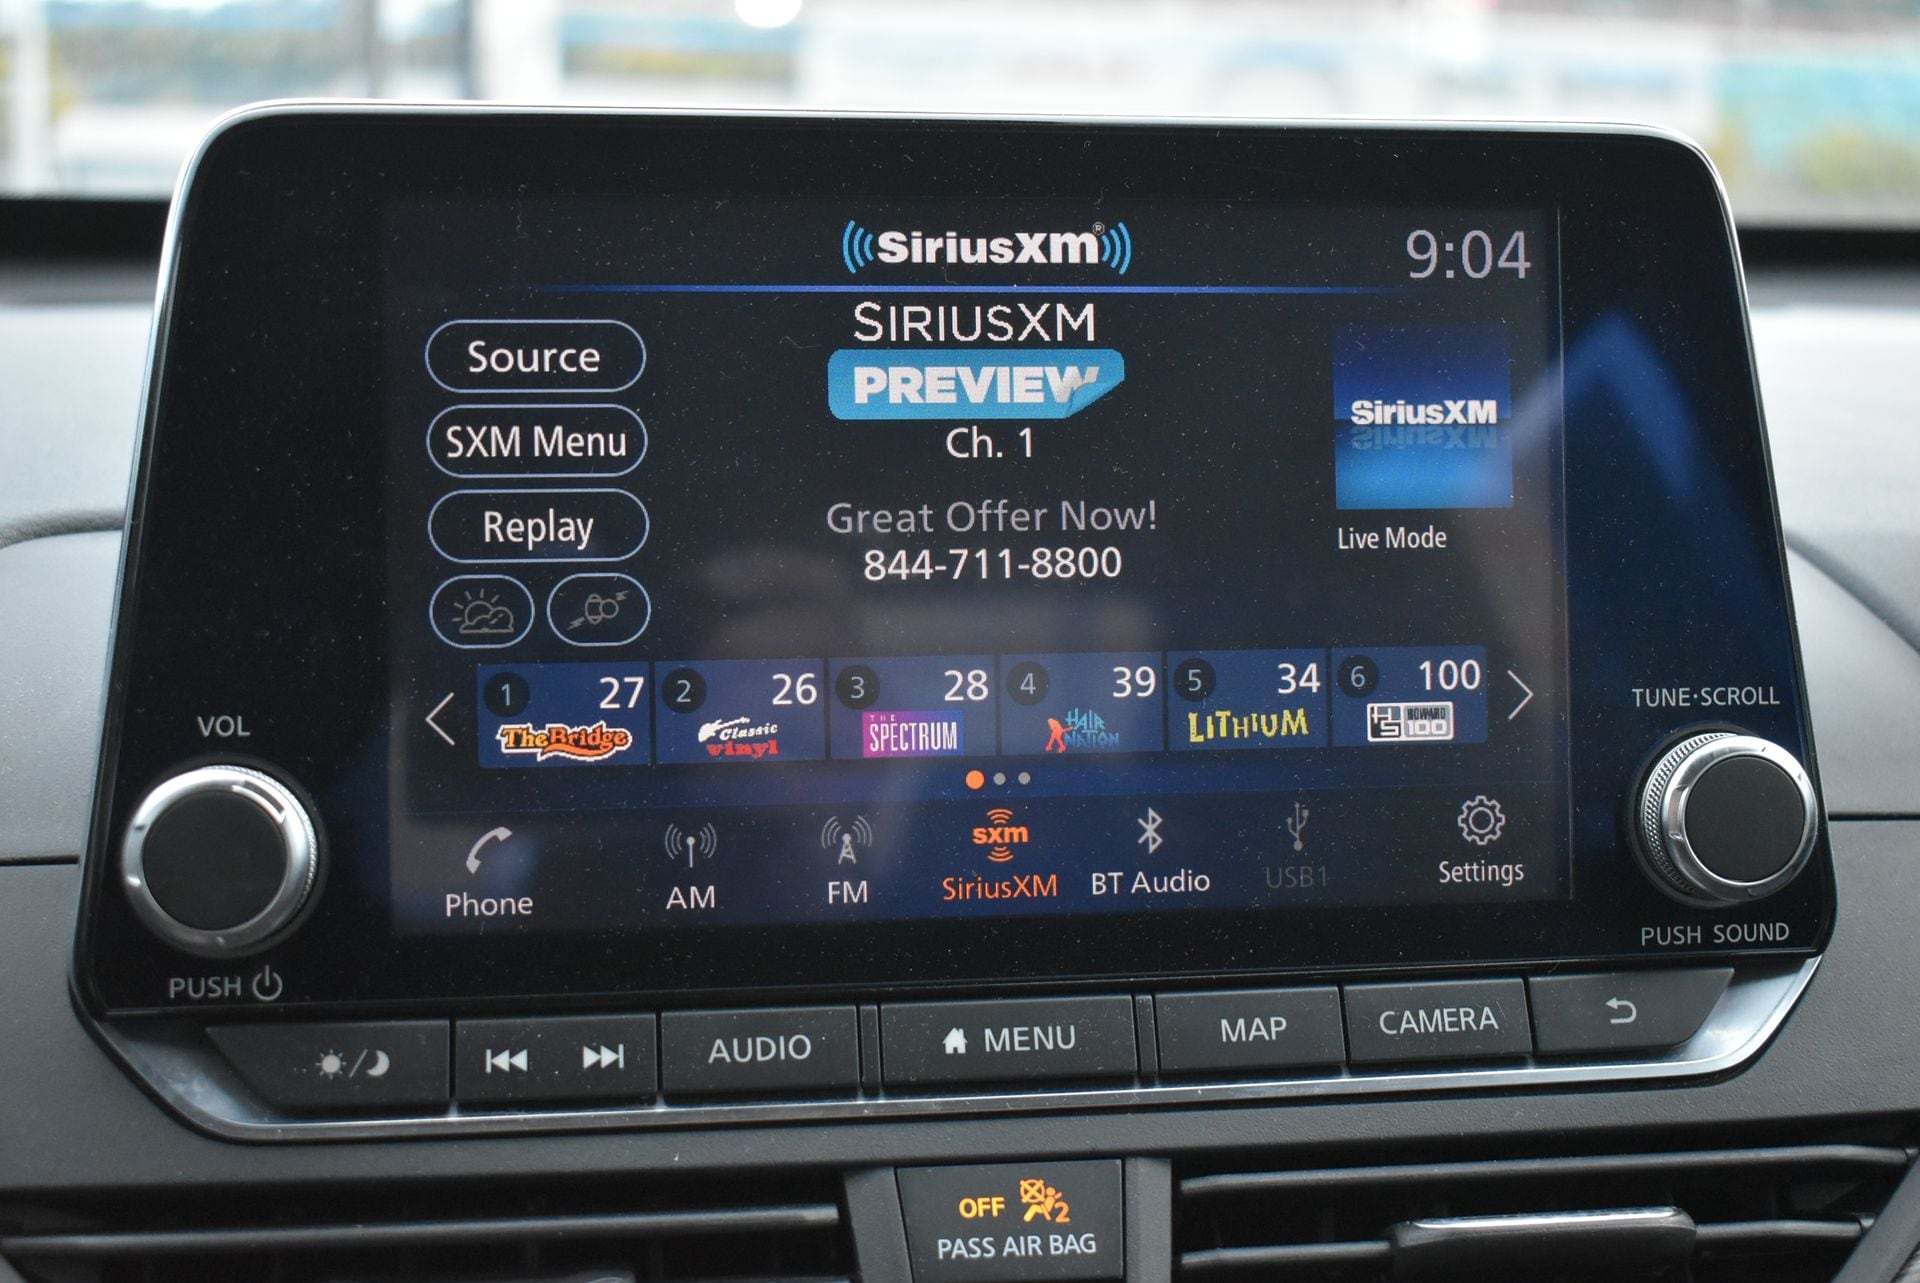 SiriusXM®
9:04
SIRIUSXM
PREVIEW
Ch. 1
Great Offer Now!
844-711-8800
Source
SXM Menu
Replay
SiriusXM
Live Mode
1 27
The Bridge
2 26
Classic
vinyl
3 28
THE
SPECTRUM
4 39
HAIR
NATION
5 34
LITHIUM
6 100
HOWARD
100
Phone
AM
FM
sxm
SiriusXM
BT Audio
USB1
Settings
VOL
PUSH
TUNE·SCROLL
PUSH SOUND
AUDIO
MENU
MAP
CAMERA
OFF 2
PASS AIR BAG